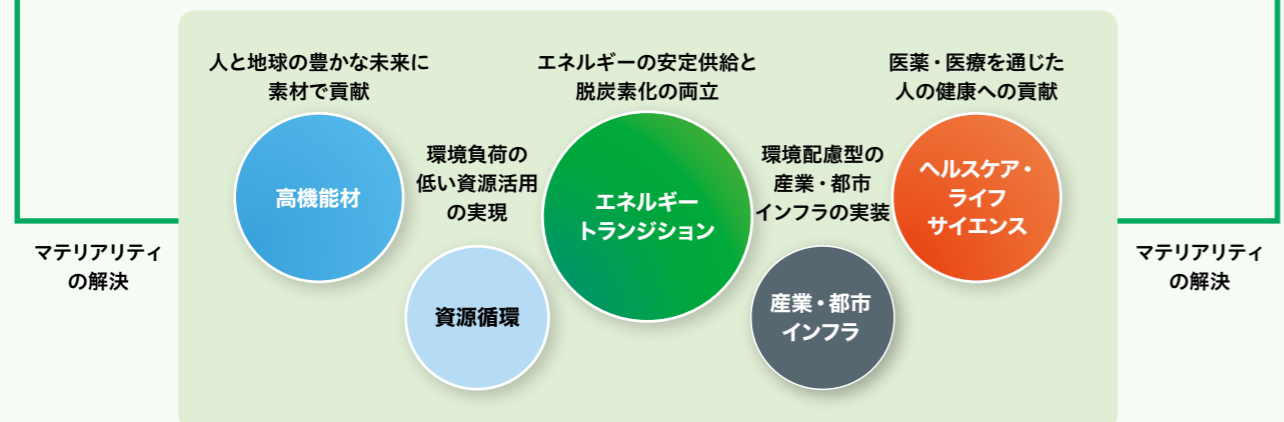 人と地球の豊かな未来に
素材で貢献
高機能材
環境負荷の
低い資源活用
の実現
資源循環
エネルギーの安定供給と
脱炭素化の両立
エネルギー
トランジション
環境配慮型の
産業・都市
インフラの実装
産業・都市
インフラ
医薬・医療を通じた
人の健康への貢献
ヘルスケア・
ライフ
サイエンス
マテリアリティ
の解決
マテリアリティ
の解決